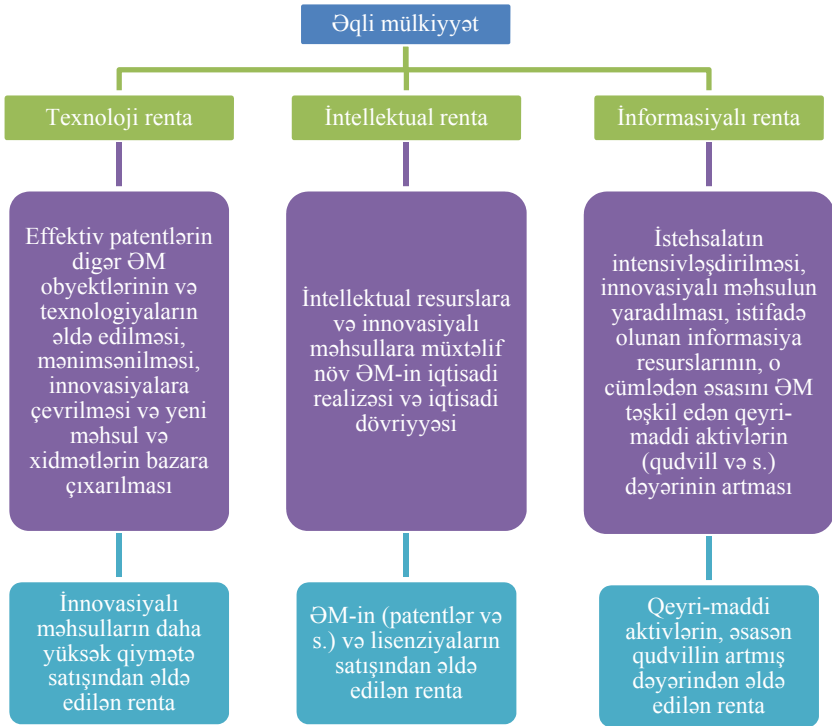 Əqli mülkiyyət
Texnoloji renta
İntellektual renta
İnformasiyalı renta
Effektiv patentlərin
digər ƏM
obyektlərinin və
texnologiyaların
əldə edilməsi,
mənimsənilməsi,
innovasiyalara
çevrilməsi və yeni
məhsul və
xidmətlərin bazara
çıxarılması
İntellektual resurslara
və innovasiyalı
məhsullara müxtəlif
növ ƏM-in iqtisadi
realizəsi və iqtisadi
dövriyyəsi
İstehsalatın
intensivləşdirilməsi,
innovasiyalı məhsulun
yaradılması, istifadə
olunan informasiya
resurslarının, o
cümlədən əsasını ƏM
təşkil edən qeyri-
maddi aktivlərin
(qudvill və s.)
dəyərinin artması
İnnovasiyalı
məhsulların daha
yüksək qiymətə
satışından əldə
edilən renta
ƏM-in (patentlər və
s.) və lisenziyaların
satışından əldə
edilən renta
Qeyri-maddi
aktivlərin, əsasən
qudvillin artmış
dəyərindən əldə
edilən renta